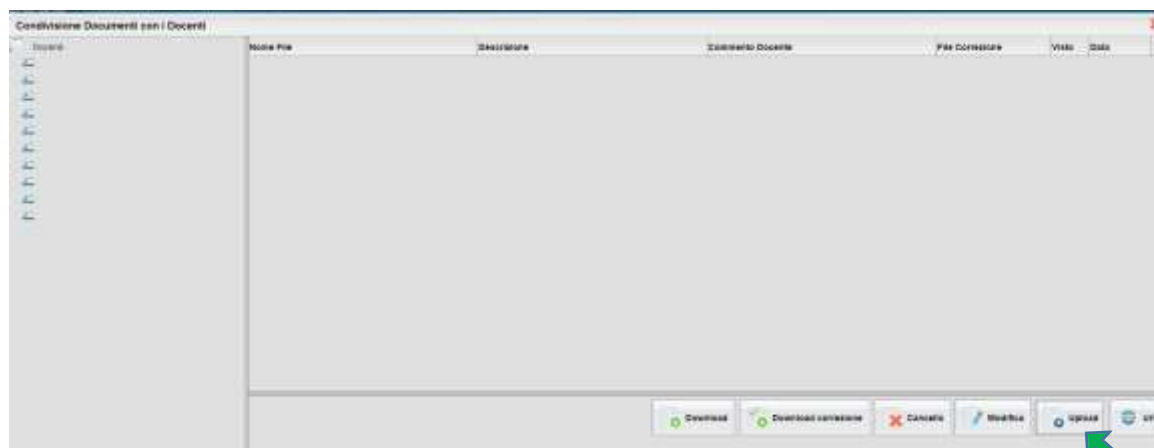 Condivisione Documenti con i Docenti
Docenti
Nome File Descrizione Commento Docente File Correzione Visto Data
Download Download correzione Cancella Modifica Upload